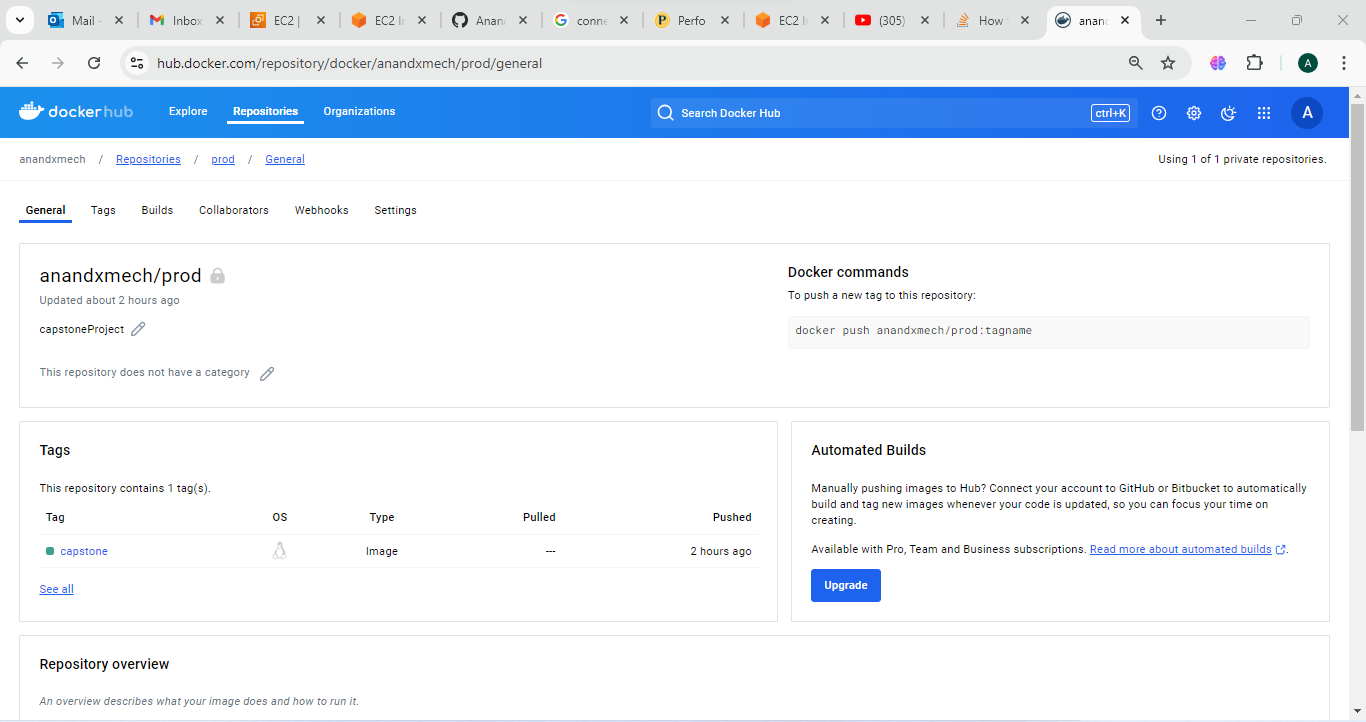 Mail - Inbox EC2 | EC2 In Anand conne Perfo EC2 In (305) How anand
hub.docker.com/repository/docker/anandxmech/prod/general A
dockerhub Explore Repositories Organizations Search Docker Hub ctrl+K A
anandxmech / Repositories / prod / General Using 1 of 1 private repositories.
General Tags Builds Collaborators Webhooks Settings
anandxmech/prod
Updated about 2 hours ago
capstoneProject
This repository does not have a category
Docker commands
To push a new tag to this repository:
docker push anandxmech/prod:tagname
Tags
This repository contains 1 tag(s).
Tag OS Type Pulled Pushed
capstone Image --- 2 hours ago
See all
Automated Builds
Manually pushing images to Hub? Connect your account to GitHub or Bitbucket to automatically
build and tag new images whenever your code is updated, so you can focus your time on
creating.
Available with Pro, Team and Business subscriptions. Read more about automated builds.
Upgrade
Repository overview
An overview describes what your image does and how to run it.